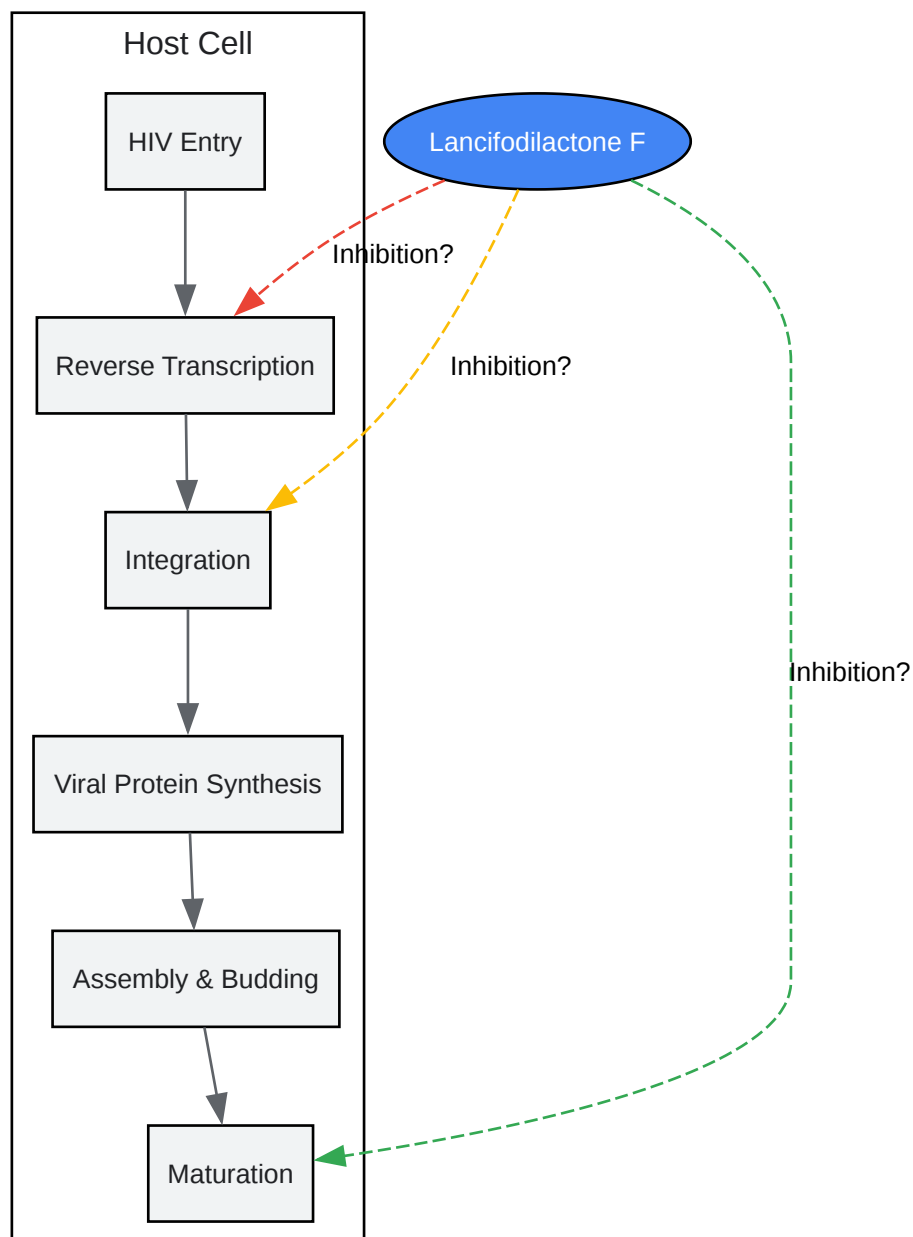 Host Cell
HIV Entry
Lancifodilactone F
Inhibition?
Reverse Transcription
Inhibition?
Integration
Inhibition?
Viral Protein Synthesis
Assembly & Budding
Maturation